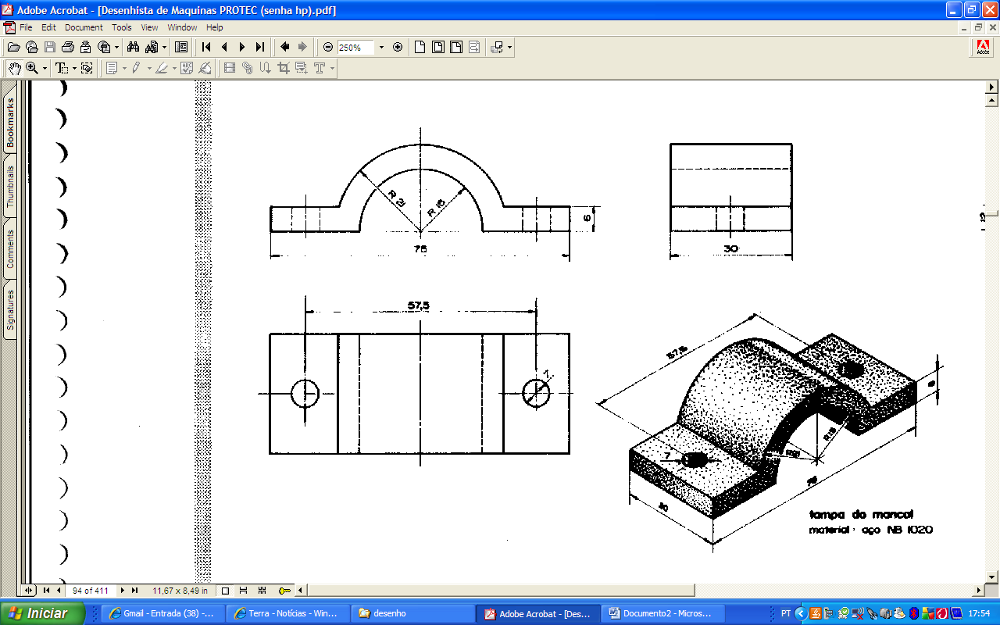 Adobe Acrobat - [Desenhista de Maquinas PROTEC (senha hp).pdf]
File Edit Document Tools View Window Help
250%
Adobe
Bookmarks
Thumbnails
Comments
Signatures
R 21
R 15
6
75
30
57,5
7
57,5
6
R15
R21
7
75
30
tampa do mancal
material: aço NB 1020
94 of 411
11,67 x 8,49 in
Iniciar
Gmail - Entrada (38) -...
Terra - Notícias - Win...
desenho
Adobe Acrobat - [Des...
Documento2 - Micros...
PT
17:54